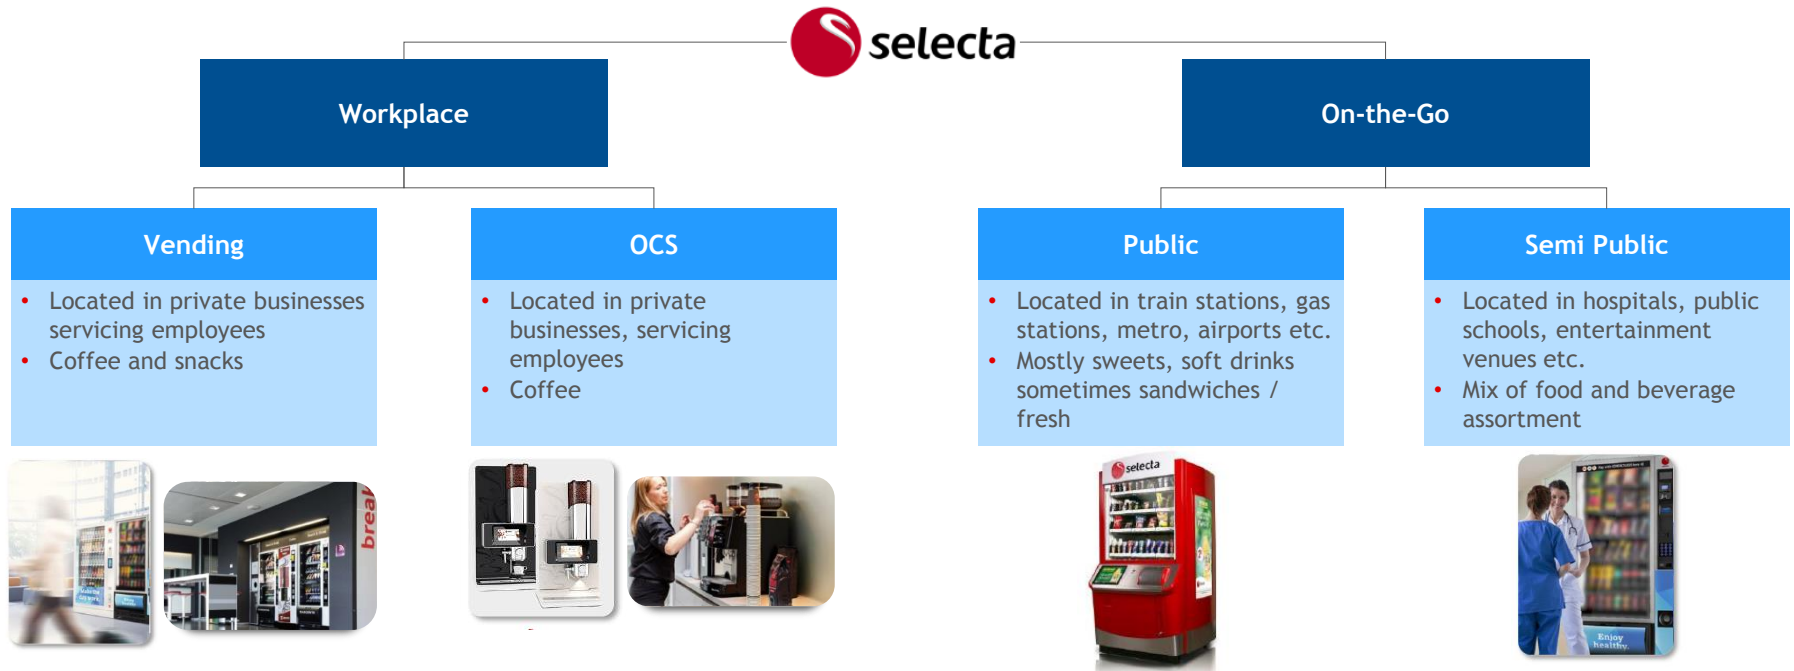 selecta
Workplace
On-the-Go
Vending
• Located in private businesses
servicing employees
• Coffee and snacks
OCS
• Located in private
businesses, servicing
employees
• Coffee
Public
• Located in train stations, gas
stations, metro, airports etc.
• Mostly sweets, soft drinks
sometimes sandwiches /
fresh
Semi Public
• Located in hospitals, public
schools, entertainment
venues etc.
• Mix of food and beverage
assortment
break
selecta
Enjoy
healthy.